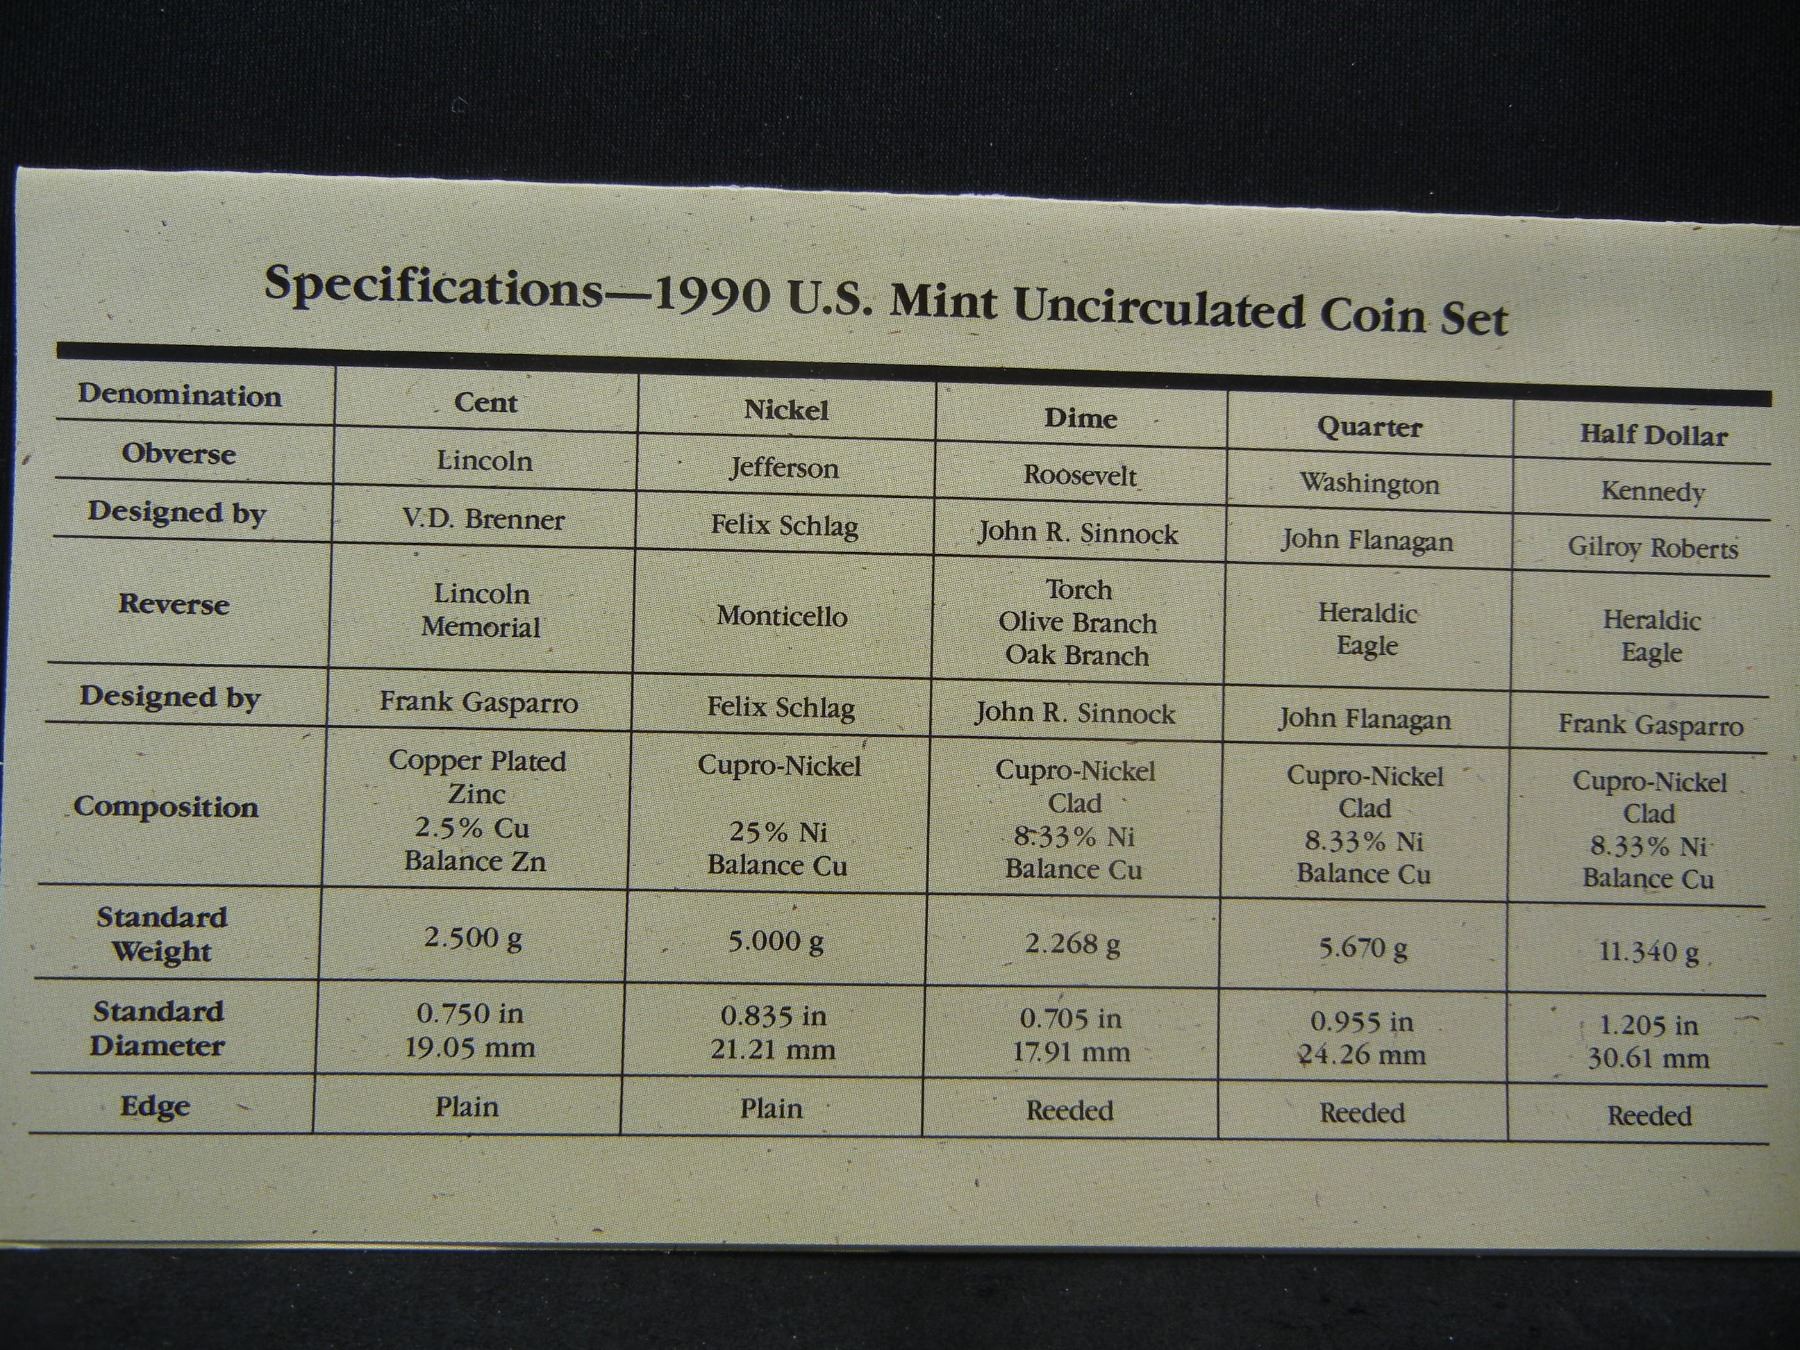 Specifications—1990 U.S. Mint Uncirculated Coin Set
Denomination Cent Nickel Dime Quarter Half Dollar
Obverse Lincoln Jefferson Roosevelt Washington Kennedy
Designed by V.D. Brenner Felix Schlag John R. Sinnock John Flanagan Gilroy Roberts
Reverse
Lincoln
Memorial
Monticello
Torch
Olive Branch
Oak Branch
Heraldic
Eagle
Heraldic
Eagle
Designed by Frank Gasparro Felix Schlag John R. Sinnock John Flanagan Frank Gasparro
Composition
Copper Plated
Zinc
2.5% Cu
Balance Zn
Cupro-Nickel
25% Ni
Balance Cu
Cupro-Nickel
Clad
8.33% Ni
Balance Cu
Cupro-Nickel
Clad
8.33% Ni
Balance Cu
Cupro-Nickel
Clad
8.33% Ni
Balance Cu
Standard
Weight
2.500 g
5.000 g
2.268 g
5.670 g
11.340 g
Standard
Diameter
0.750 in
19.05 mm
0.835 in
21.21 mm
0.705 in
17.91 mm
0.955 in
24.26 mm
1.205 in
30.61 mm
Edge Plain Plain Reeded Reeded Reeded